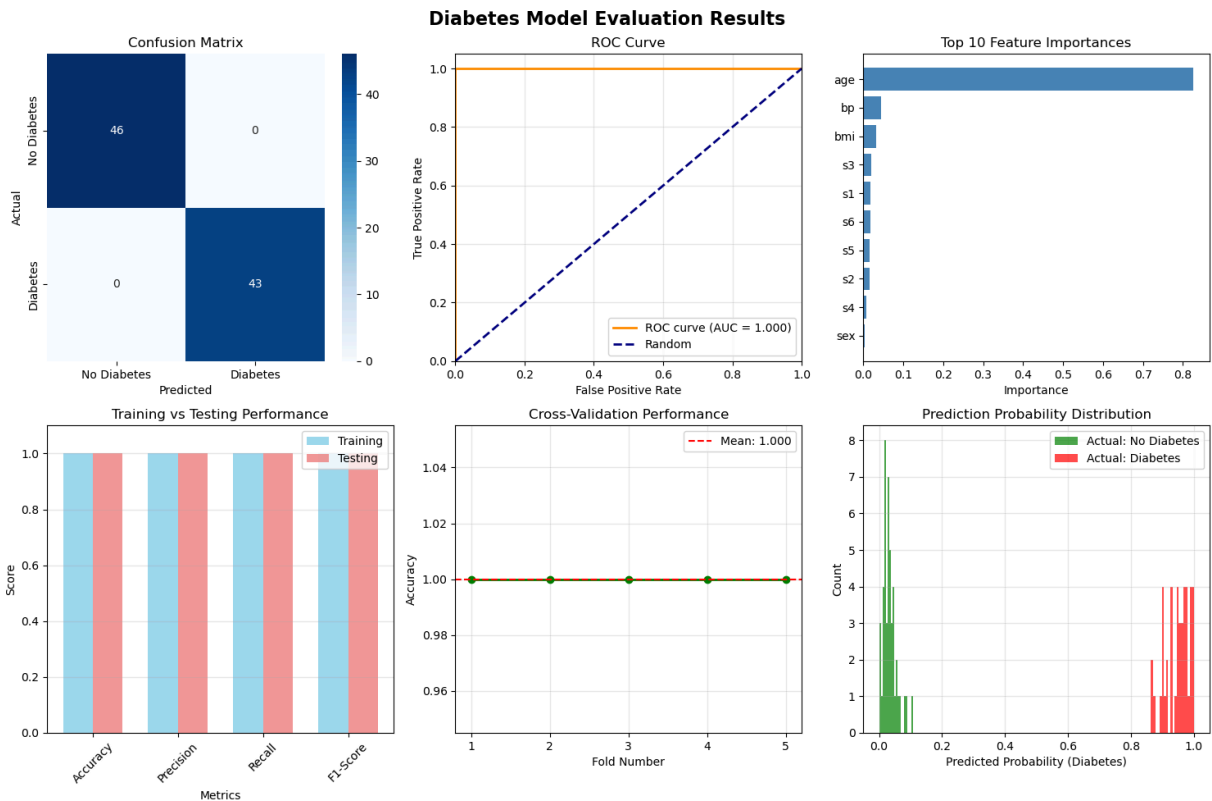 Diabetes Model Evaluation Results
Confusion Matrix
No Diabetes
Diabetes
Actual
46
0
0
43
No Diabetes
Diabetes
Predicted
40
30
20
10
0
ROC Curve
True Positive Rate
1.0
0.8
0.6
0.4
0.2
0.0
ROC curve (AUC = 1.000)
Random
0.0 0.2 0.4 0.6 0.8 1.0
False Positive Rate
Top 10 Feature Importances
age
bp
bmi
s3
s1
s6
s5
s2
s4
sex
0.0 0.1 0.2 0.3 0.4 0.5 0.6 0.7 0.8
Importance
Training vs Testing Performance
Training
Testing
Score
1.0
0.8
0.6
0.4
0.2
0.0
Accuracy
Precision
Recall
F1-Score
Metrics
Cross-Validation Performance
Mean: 1.000
Accuracy
1.04
1.02
1.00
0.98
0.96
1 2 3 4 5
Fold Number
Prediction Probability Distribution
Actual: No Diabetes
Actual: Diabetes
Count
8
7
6
5
4
3
2
1
0
0.0 0.2 0.4 0.6 0.8 1.0
Predicted Probability (Diabetes)